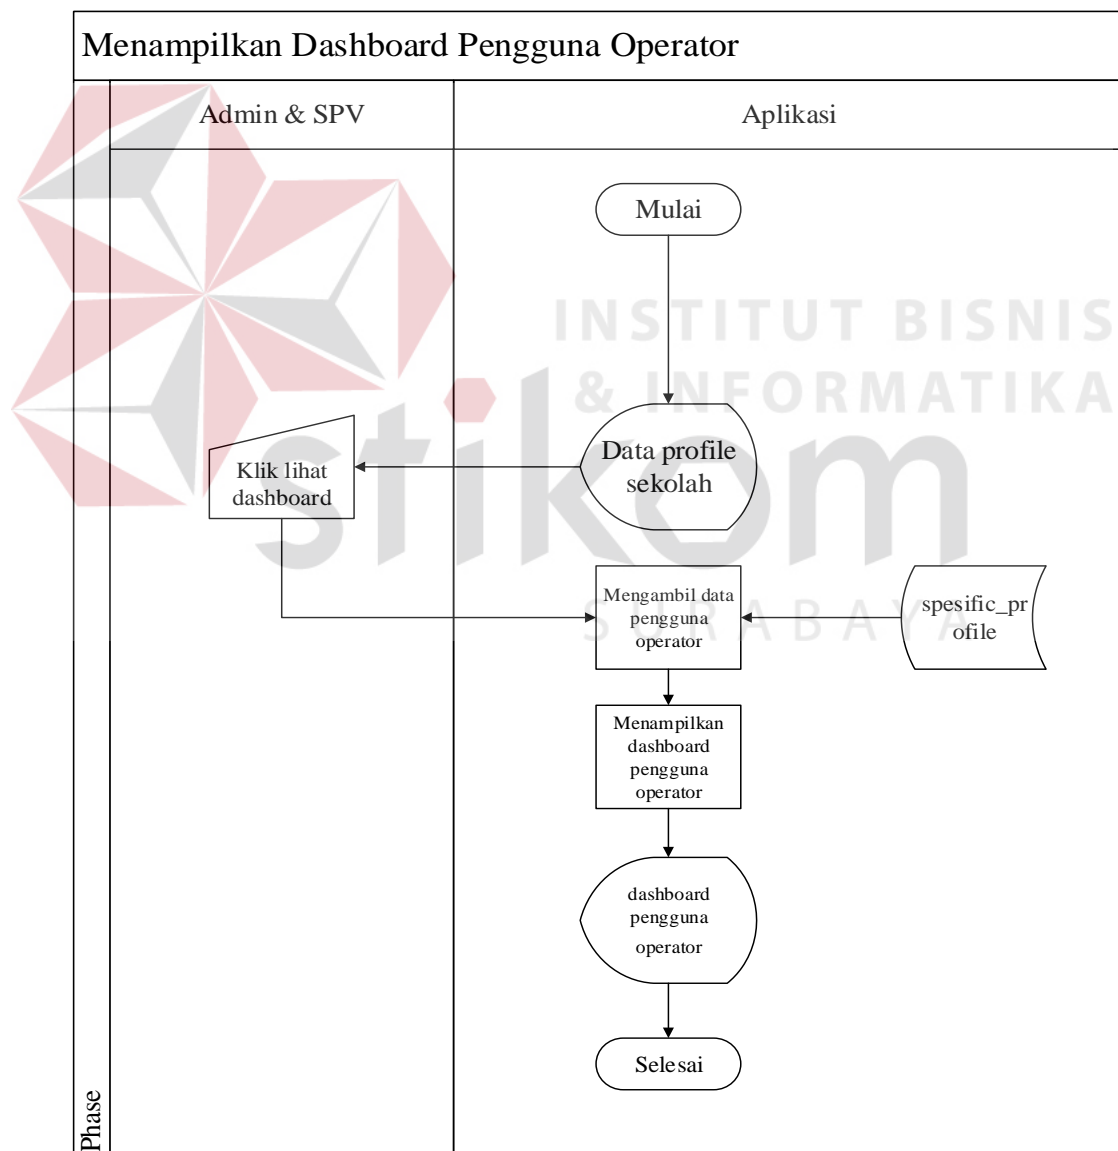 Menampilkan Dashboard Pengguna Operator
Admin & SPV
Aplikasi
Mulai
INSTITUT BISNIS
& INFORMATIKA
stikom
SURABAYA
Data profile
sekolah
Klik lihat
dashboard
Mengambil data
pengguna
operator
spesific_pr
ofile
Menampilkan
dashboard
pengguna
operator
dashboard
pengguna
operator
Selesai
Phase